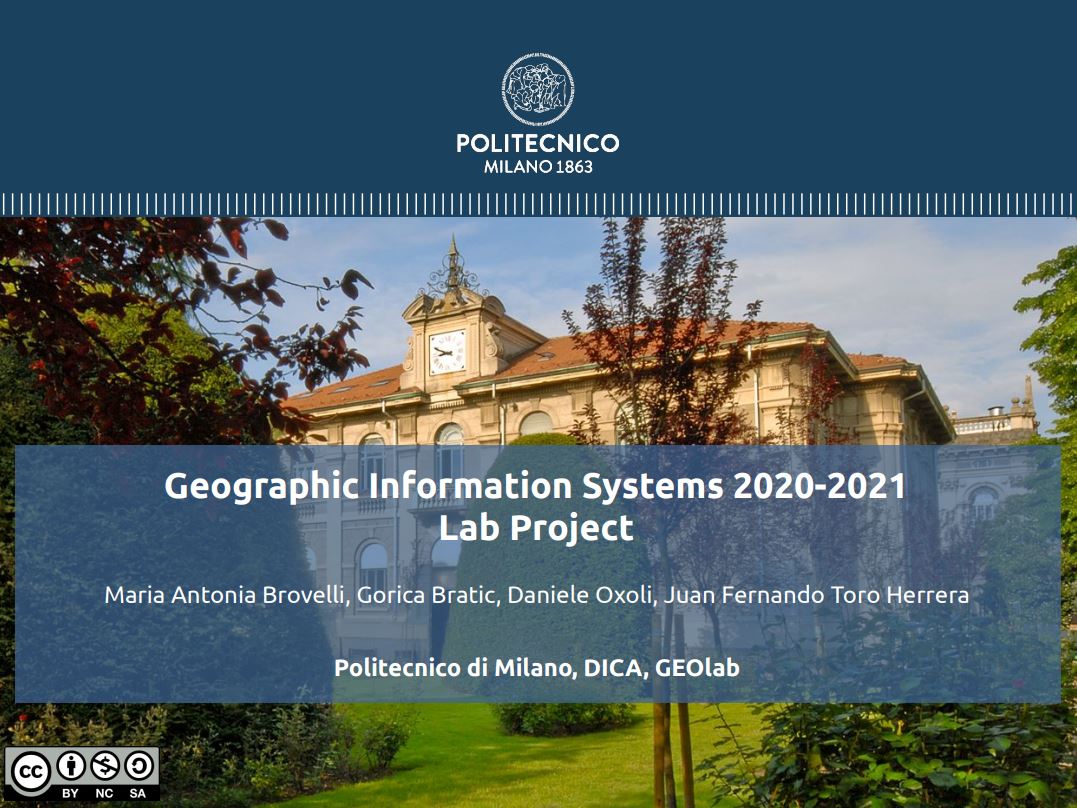 POLITECNICO
MILANO 1863
Geographic Information Systems 2020-2021
Lab Project
Maria Antonia Brovelli, Gorica Bratic, Daniele Oxoli, Juan Fernando Toro Herrera
Politecnico di Milano, DICA, GEOlab
cc
BY NC SA